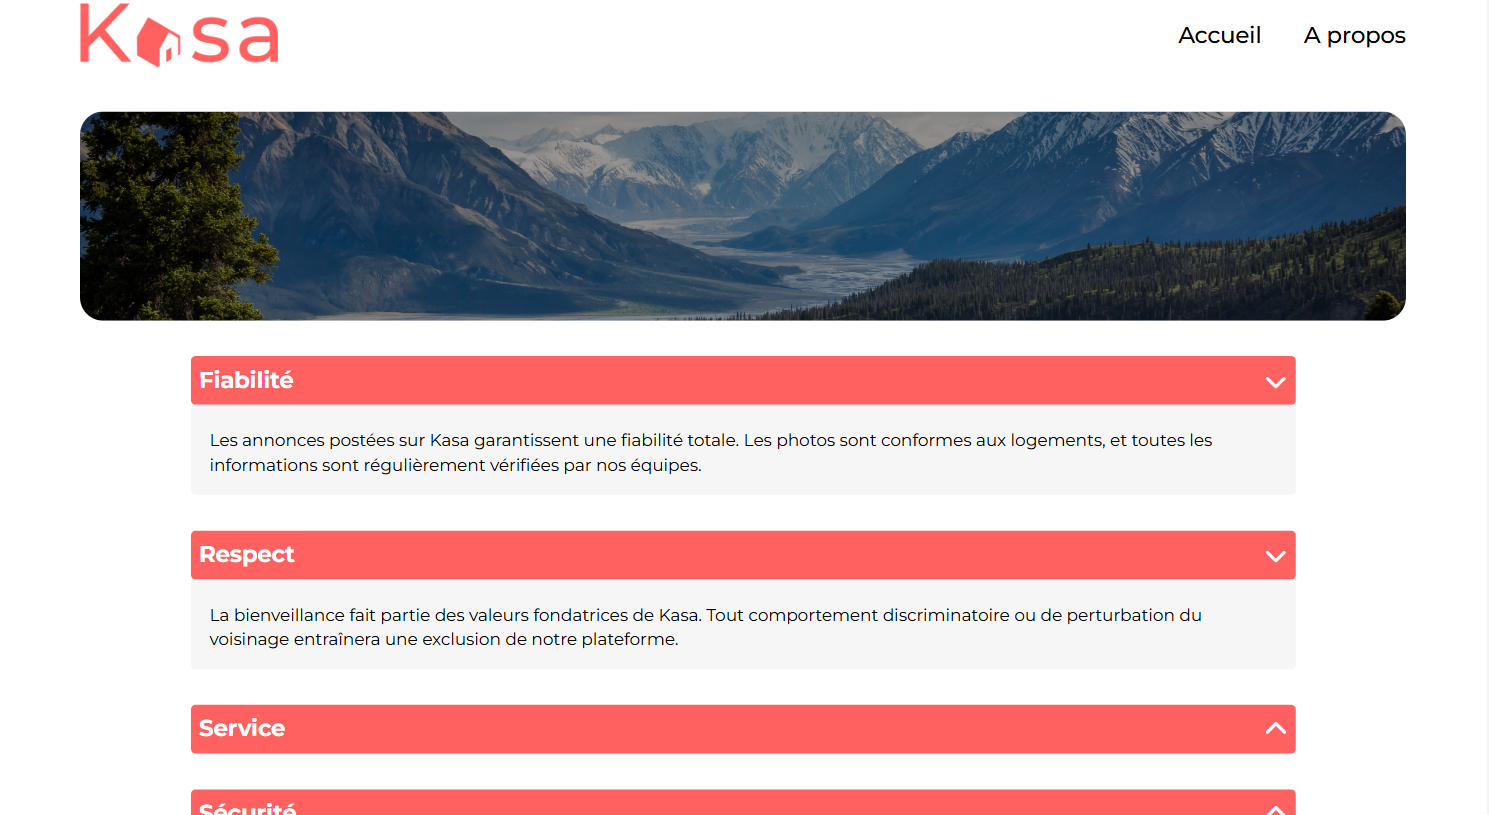 Kasa
Accueil A propos
Fiabilité
Les annonces postées sur Kasa garantissent une fiabilité totale. Les photos sont conformes aux logements, et toutes les
informations sont régulièrement vérifiées par nos équipes.
Respect
La bienveillance fait partie des valeurs fondatrices de Kasa. Tout comportement discriminatoire ou de perturbation du
voisinage entraînera une exclusion de notre plateforme.
Service
Sécurité